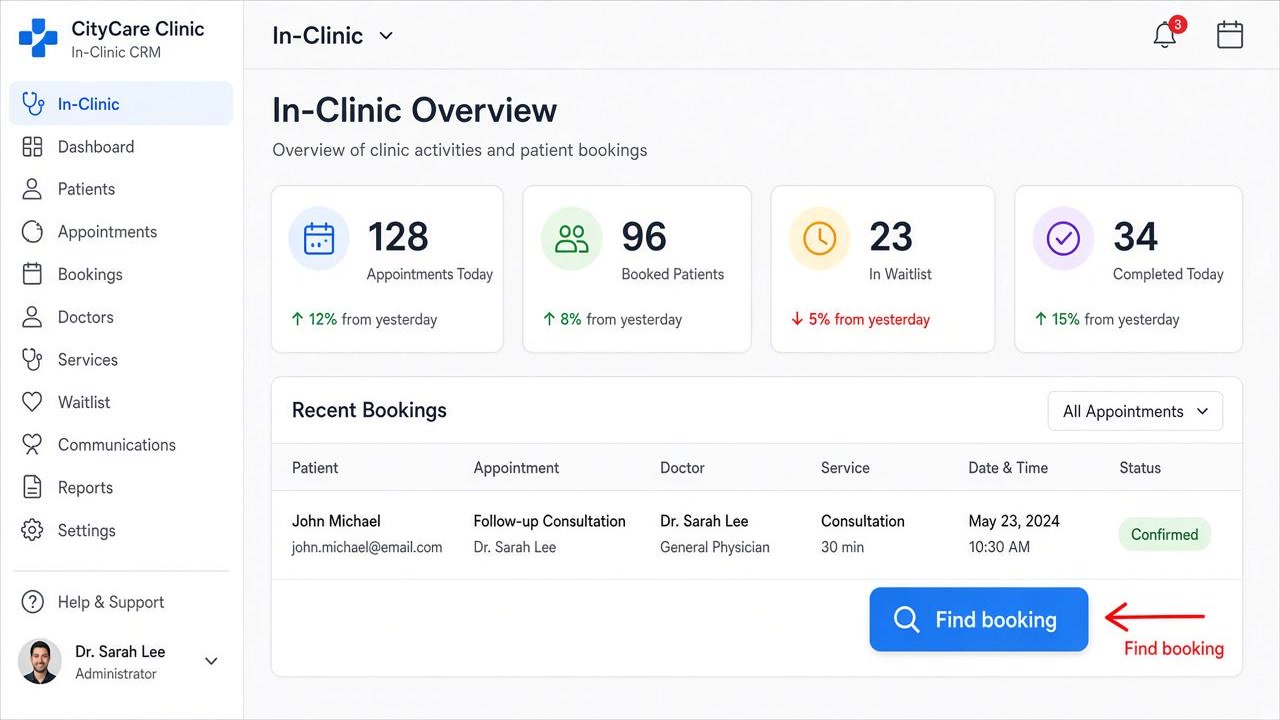 CityCare Clinic
In-Clinic CRM
In-Clinic
Dashboard
Patients
Appointments
Bookings
Doctors
Services
Waitlist
Communications
Reports
Settings
Help & Support
Dr. Sarah Lee
Administrator
In-Clinic
3
In-Clinic Overview
Overview of clinic activities and patient bookings
128
Appointments Today
↑ 12% from yesterday
96
Booked Patients
↑ 8% from yesterday
23
In Waitlist
↓ 5% from yesterday
34
Completed Today
↑ 15% from yesterday
Recent Bookings
All Appointments
Patient Appointment Doctor Service Date & Time Status
John Michael Follow-up Consultation Dr. Sarah Lee Consultation May 23, 2024 Confirmed
john.michael@email.com Dr. Sarah Lee General Physician 30 min 10:30 AM
Find booking
Find booking